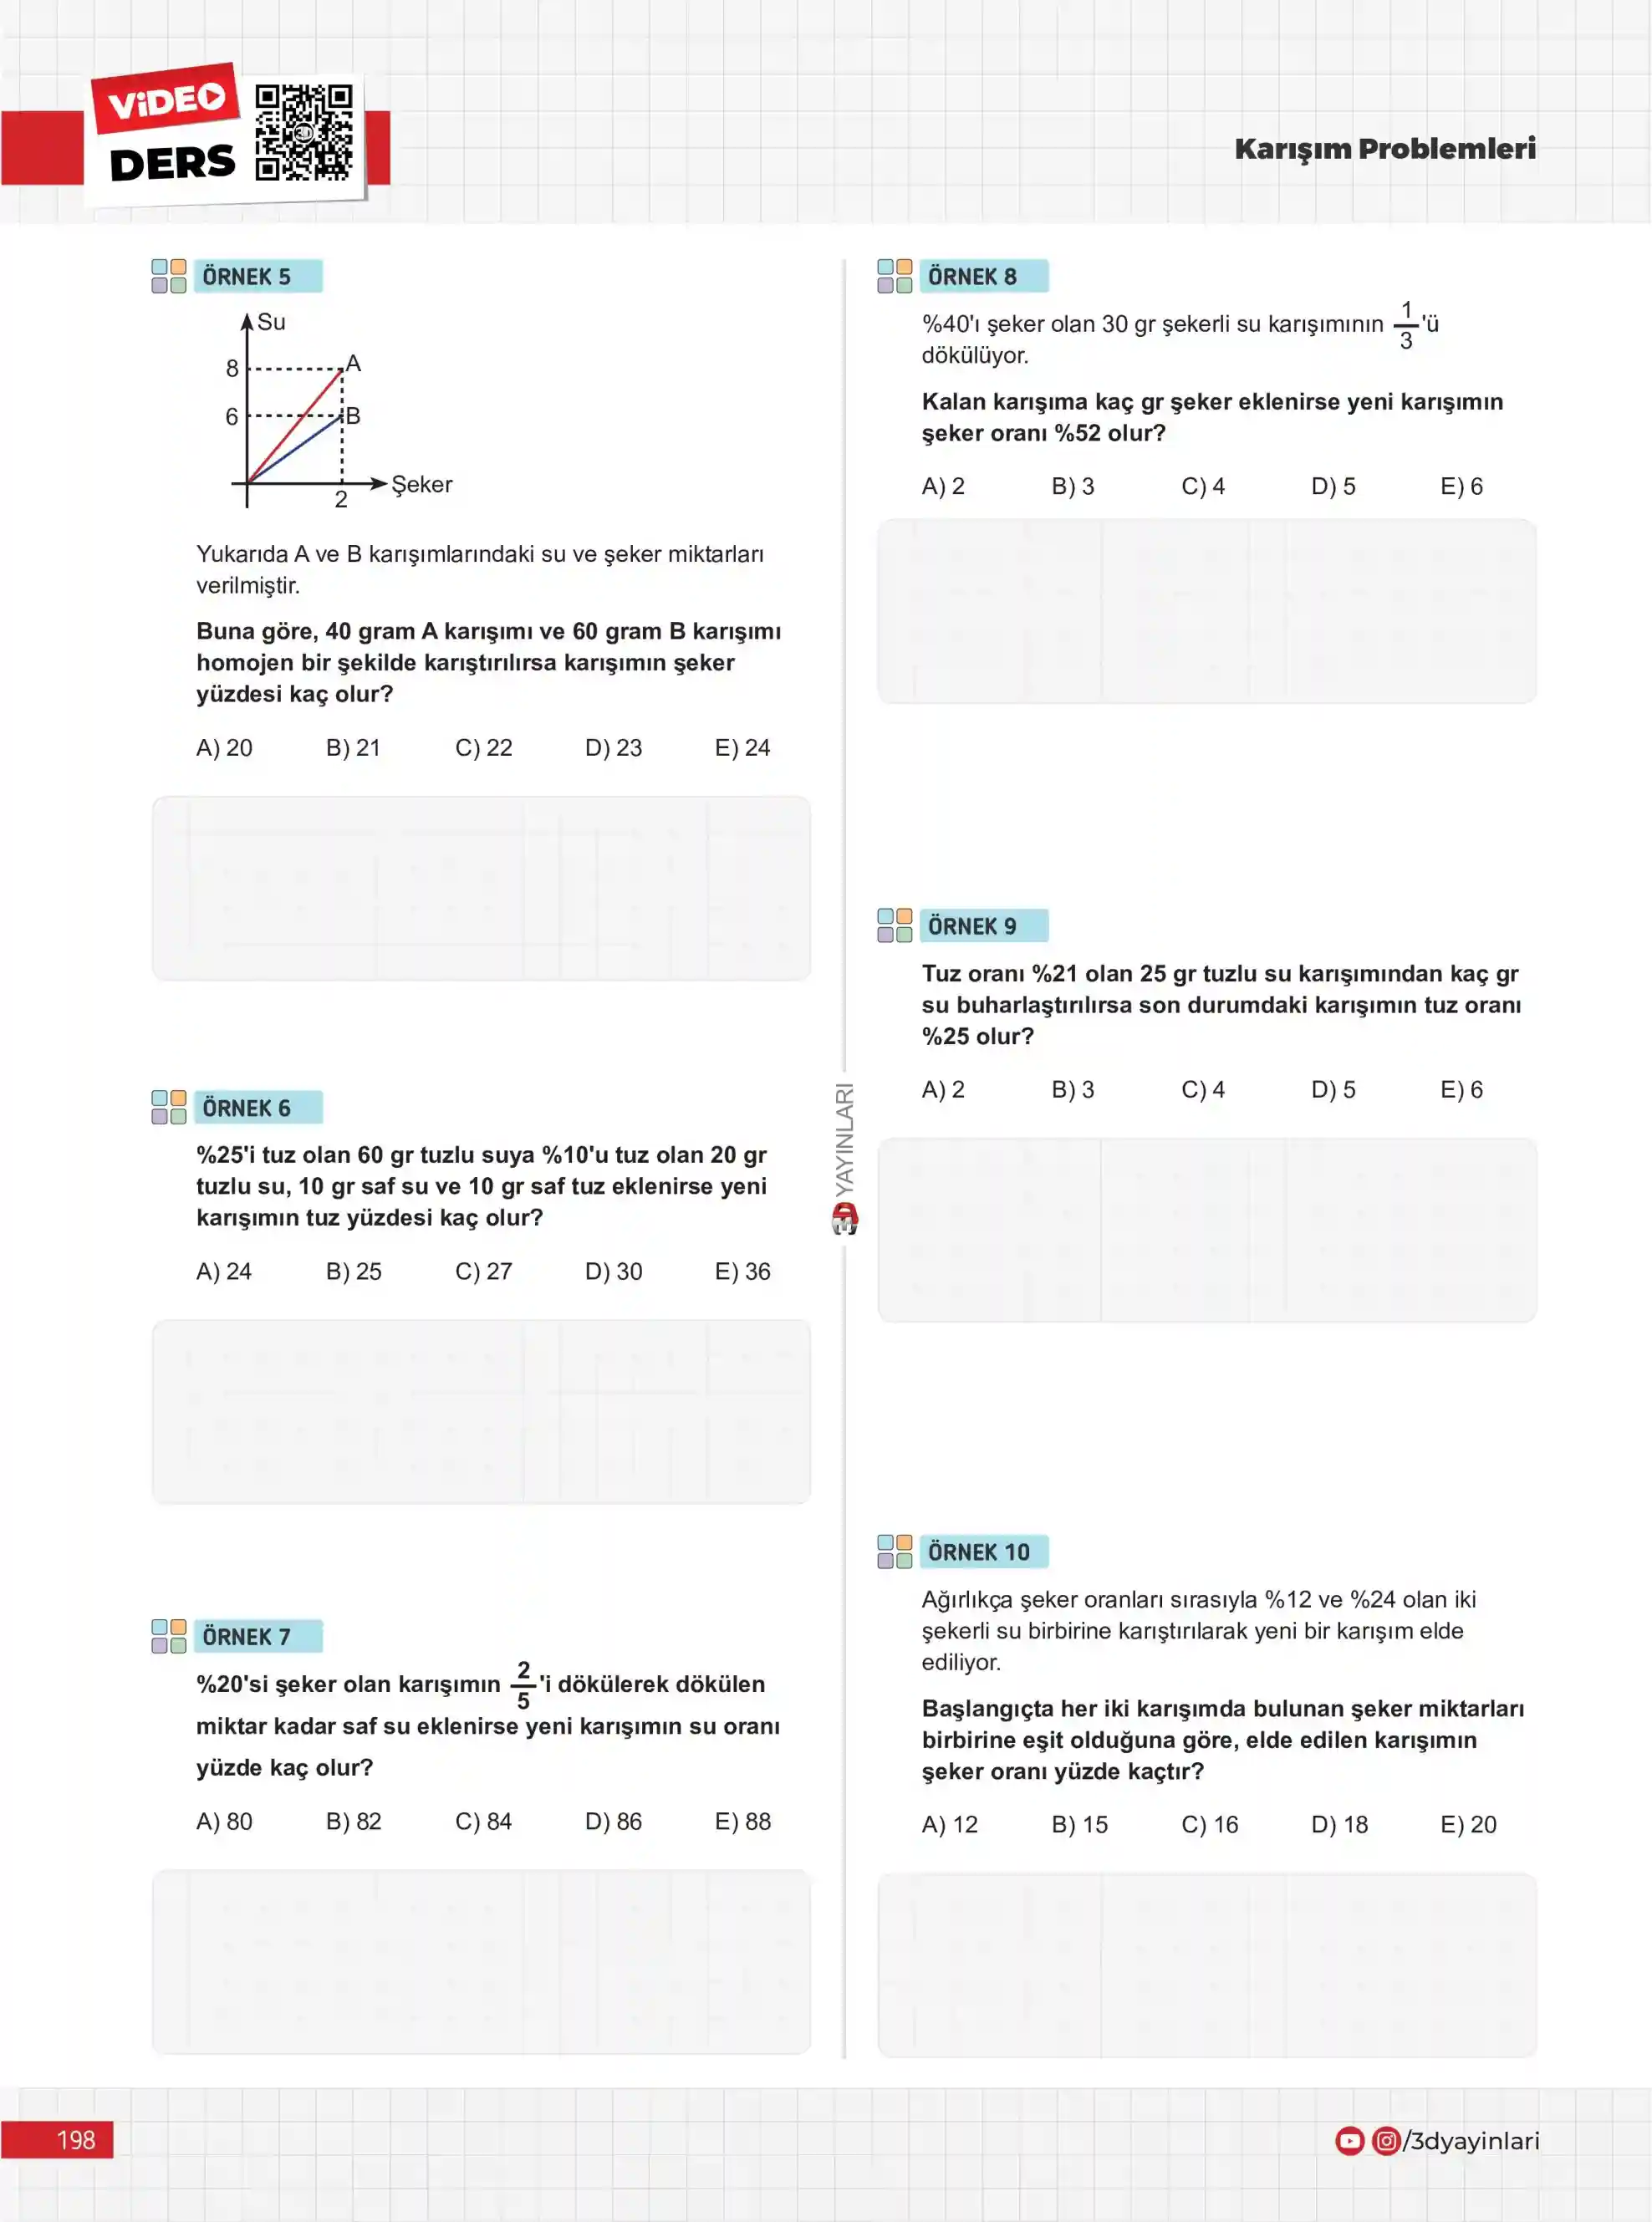 ViDEO
DERS
3D
Karışım Problemleri
ÖRNEK 5
Su
8
A
6
B
Şeker
2
Yukarıda A ve B karışımlarındaki su ve şeker miktarları
verilmiştir.
Buna göre, 40 gram A karışımı ve 60 gram B karışımı
homojen bir şekilde karıştırılırsa karışımın şeker
yüzdesi kaç olur?
A) 20 B) 21 C) 22 D) 23 E) 24
ÖRNEK 6
%25'i tuz olan 60 gr tuzlu suya %10'u tuz olan 20 gr
tuzlu su, 10 gr saf su ve 10 gr saf tuz eklenirse yeni
karışımın tuz yüzdesi kaç olur?
A) 24 B) 25 C) 27 D) 30 E) 36
ÖRNEK 7
%20'si şeker olan karışımın 2/5'i dökülerek dökülen
miktar kadar saf su eklenirse yeni karışımın su oranı
yüzde kaç olur?
A) 80 B) 82 C) 84 D) 86 E) 88
YAYINLARI
ÖRNEK 8
%40'ı şeker olan 30 gr şekerli su karışımının 1/3'ü
dökülüyor.
Kalan karışıma kaç gr şeker eklenirse yeni karışımın
şeker oranı %52 olur?
A) 2 B) 3 C) 4 D) 5 E) 6
ÖRNEK 9
Tuz oranı %21 olan 25 gr tuzlu su karışımından kaç gr
su buharlaştırılırsa son durumdaki karışımın tuz oranı
%25 olur?
A) 2 B) 3 C) 4 D) 5 E) 6
ÖRNEK 10
Ağırlıkça şeker oranları sırasıyla %12 ve %24 olan iki
şekerli su birbirine karıştırılarak yeni bir karışım elde
ediliyor.
Başlangıçta her iki karışımda bulunan şeker miktarları
birbirine eşit olduğuna göre, elde edilen karışımın
şeker oranı yüzde kaçtır?
A) 12 B) 15 C) 16 D) 18 E) 20
198
/3dyayinlari